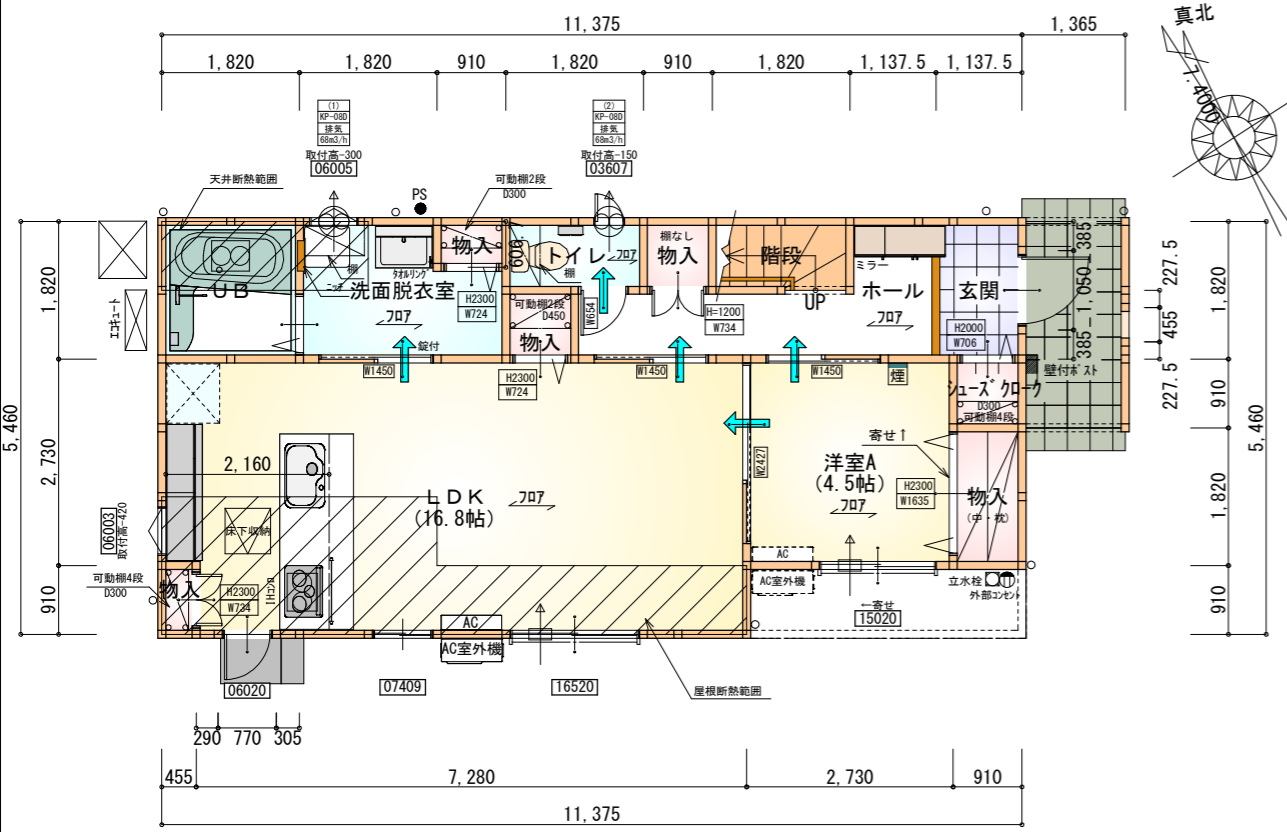 11,375
1,365
真北
7.4000
1,820
1,820
910
1,820
910
1,820
1,137.5
1,137.5
(1)
KP-08D
排気
68m3/h
取付高-300
06005
(2)
KP-08D
排気
68m3/h
取付高-150
03607
天井断熱範囲
PS
可動棚2段
D300
UB
棚
ニッチ
タオルリング
洗面脱衣室
フロア
錠付
物入
H2300
W724
909
トイレ
フロア
棚
可動棚2段
D450
物入
W654
棚なし
物入
H=1200
W734
階段
UP
ミラー
ホール
フロア
玄関
H2000
W706
385
1,050
385
壁付ポスト
227.5
455
227.5
1,820
910
1,820
910
5,460
エコキュート
1,820
2,730
910
5,460
W1450
H2300
W724
W1450
W1450
煙
シューズクローク
D300
可動棚4段
2,160
LDK
(16.8帖)
フロア
W2427
寄せ↑
洋室A
(4.5帖)
フロア
H2300
W1635
物入
(中・枕)
06003
取付高-420
床下収納
可動棚4段
D300
物入
H2300
W734
IHコンロ
AC
AC室外機
AC
AC室外機
立水栓
外部コンセント
←寄せ
15020
06020
07409
16520
屋根断熱範囲
290
770
305
455
7,280
2,730
910
11,375